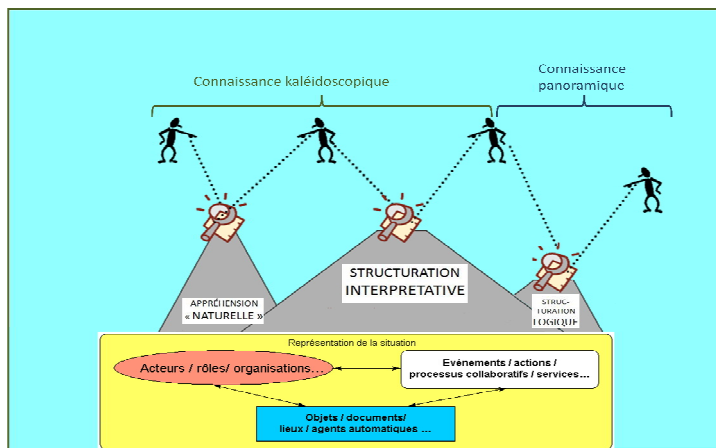 Connaissance kaléidoscopique
Connaissance
panoramique
STRUCTURATION
INTERPRETATIVE
APPRÉHENSION
« NATURELLE »
STRUC-
TURATION
LOGIQUE
Représentation de la situation
Acteurs / rôles/ organisations…
Evénements / actions /
processus collaboratifs / services…
Objets / documents/
lieux / agents automatiques …